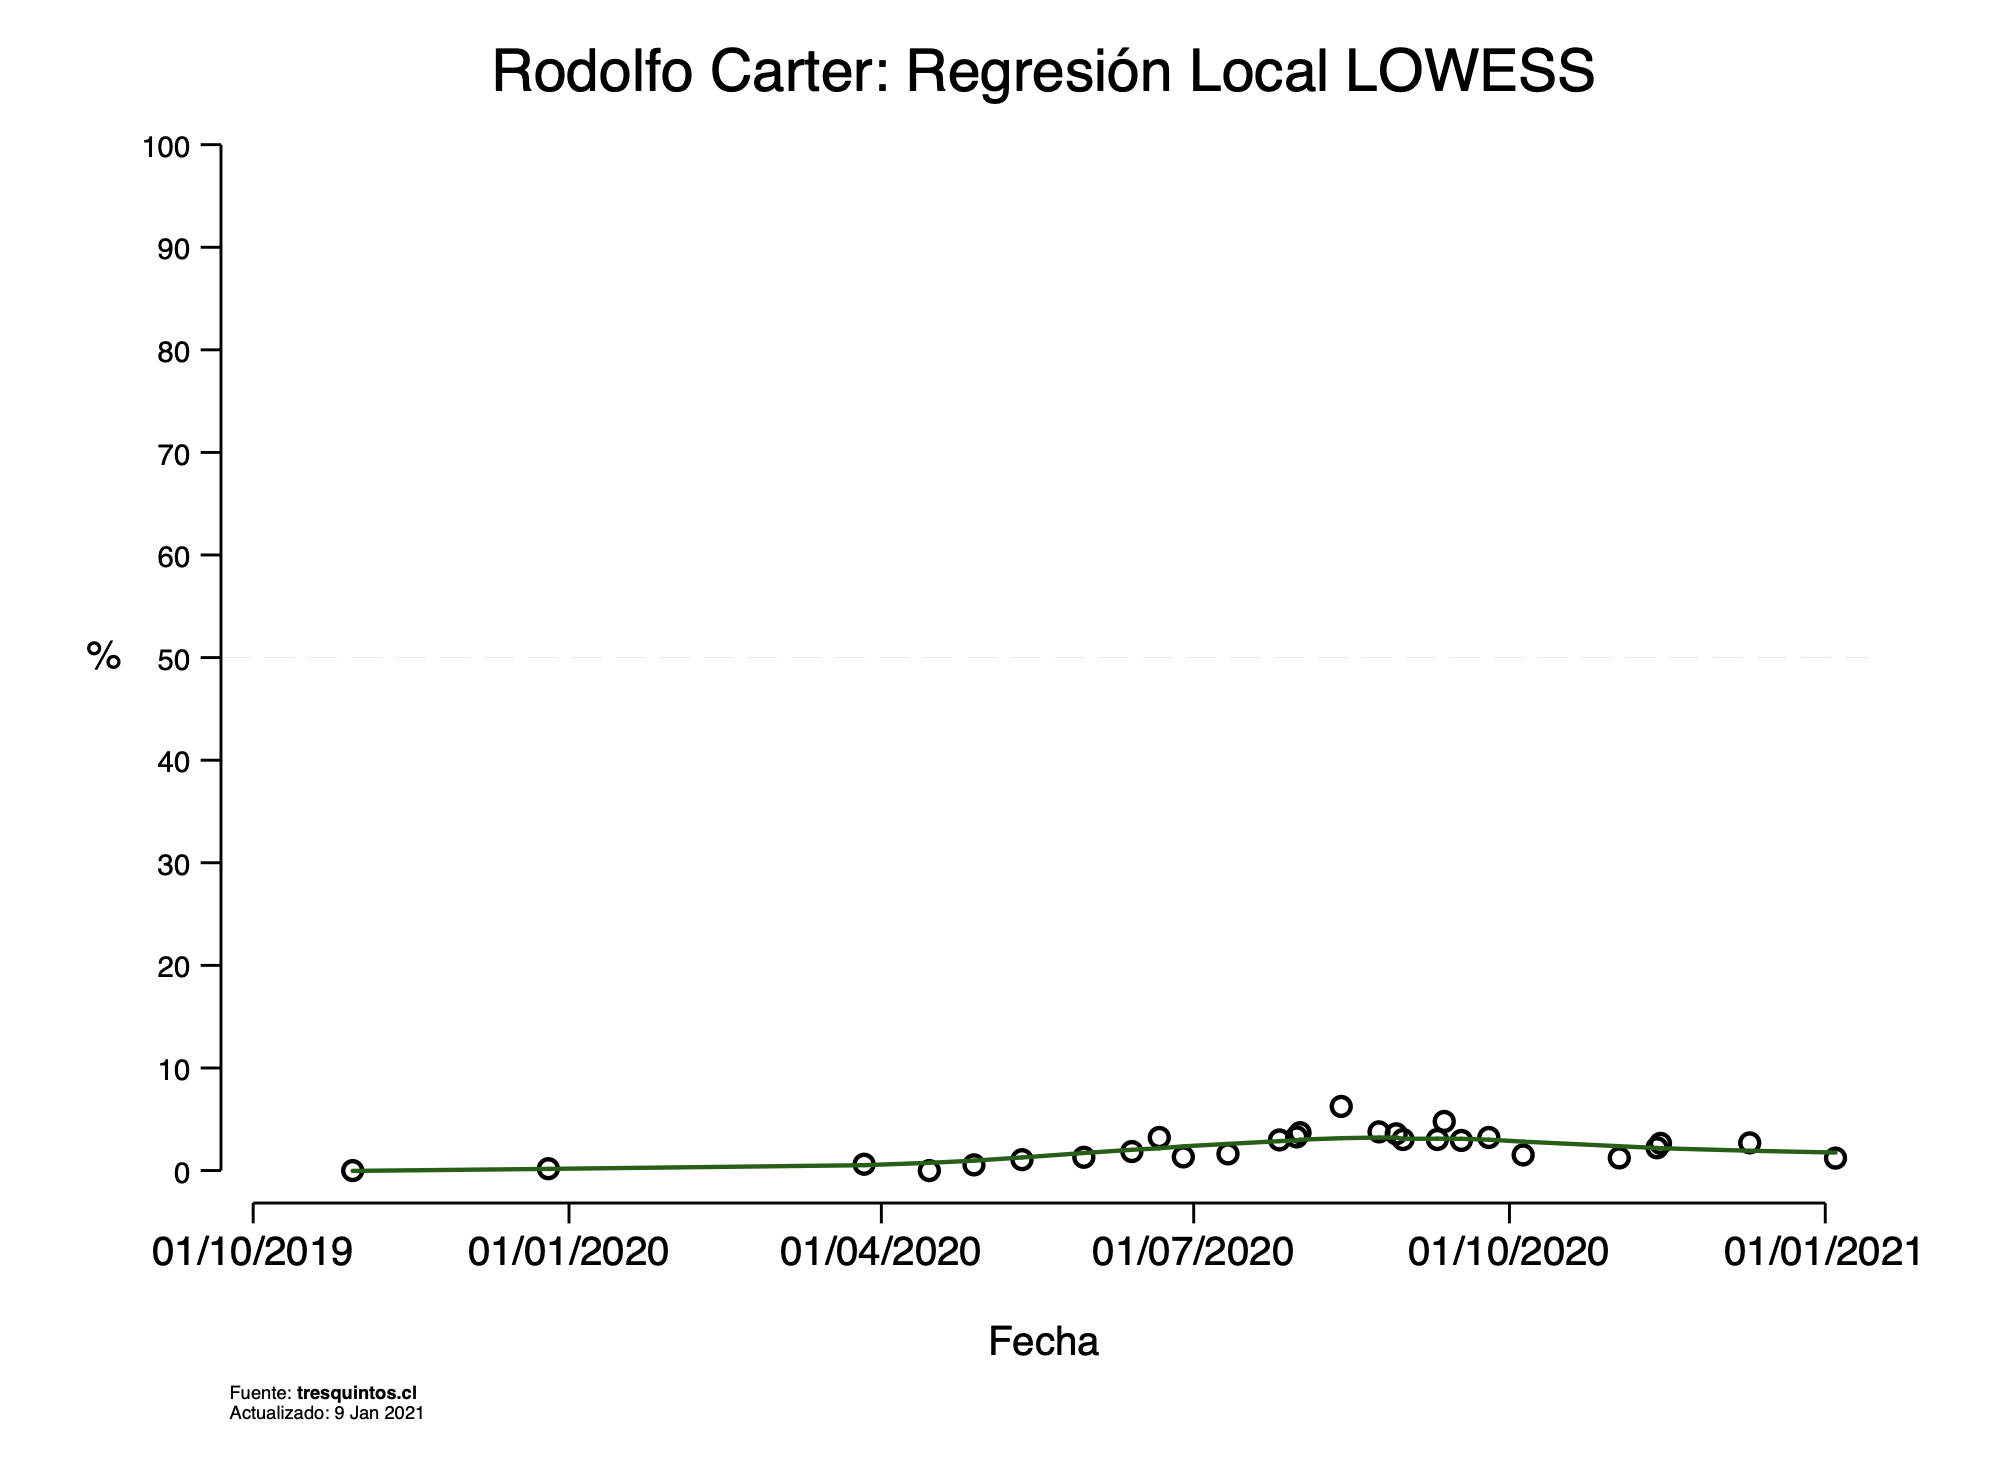 Rodolfo Carter: Regresión Local LOWESS
100
90
80
70
60
%
50
40
30
20
10
0
01/10/2019 01/01/2020 01/04/2020 01/07/2020 01/10/2020 01/01/2021
Fecha
Fuente: tresquintos.cl
Actualizado: 9 Jan 2021